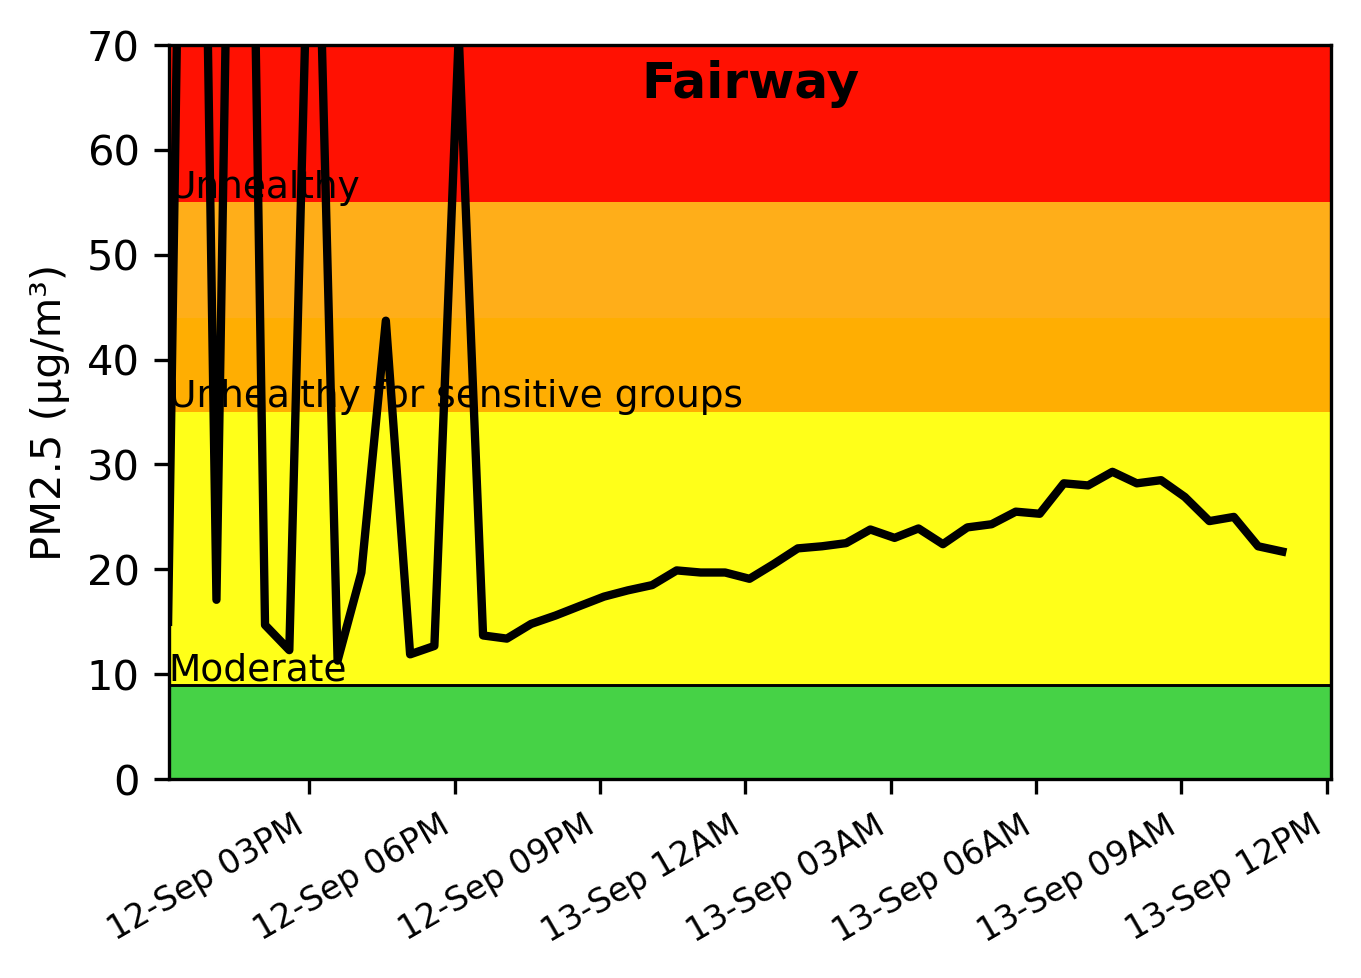 Fairway
PM2.5 (µg/m³)
70
60
50
40
30
20
10
0
Unhealthy
Unhealthy for sensitive groups
Moderate
12-Sep 03PM
12-Sep 06PM
12-Sep 09PM
13-Sep 12AM
13-Sep 03AM
13-Sep 06AM
13-Sep 09AM
13-Sep 12PM